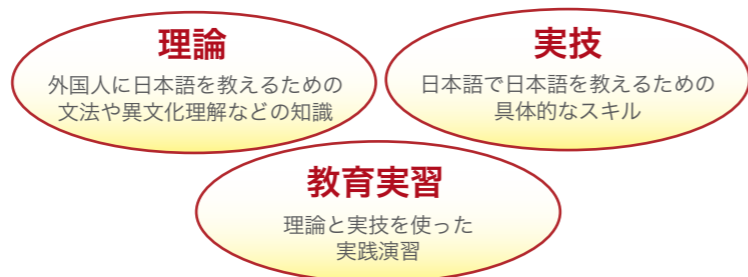 理論
外国人に日本語を教えるための
文法や異文化理解などの知識
実技
日本語で日本語を教えるための
具体的なスキル
教育実習
理論と実技を使った
実践演習